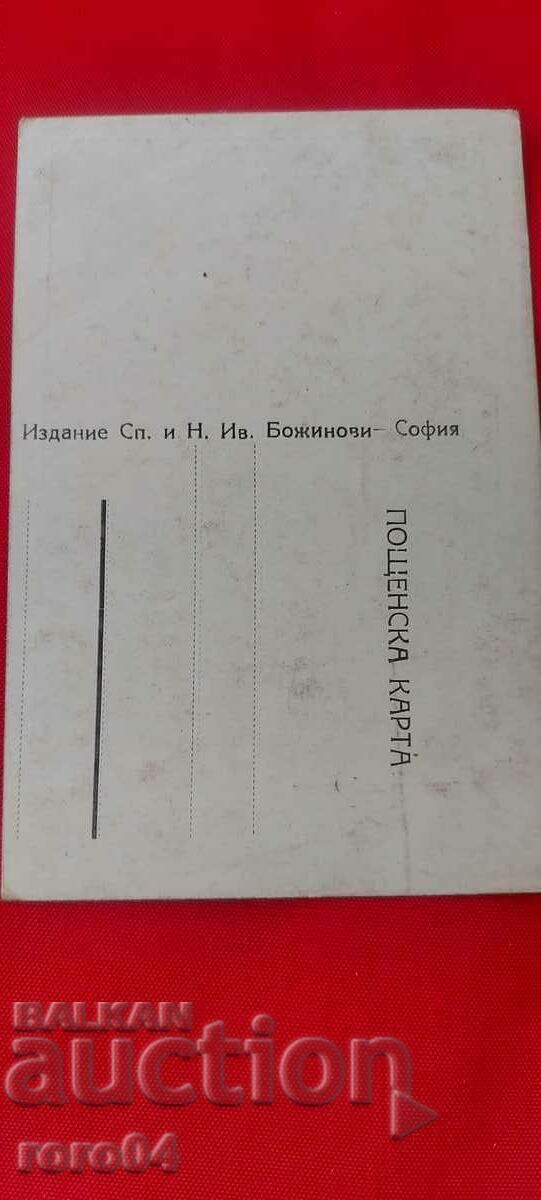 Издание Сп. и Н. Ив. Божинови – София
ПОЩЕНСКА КАРТА.
BALKAN
auction
roro04